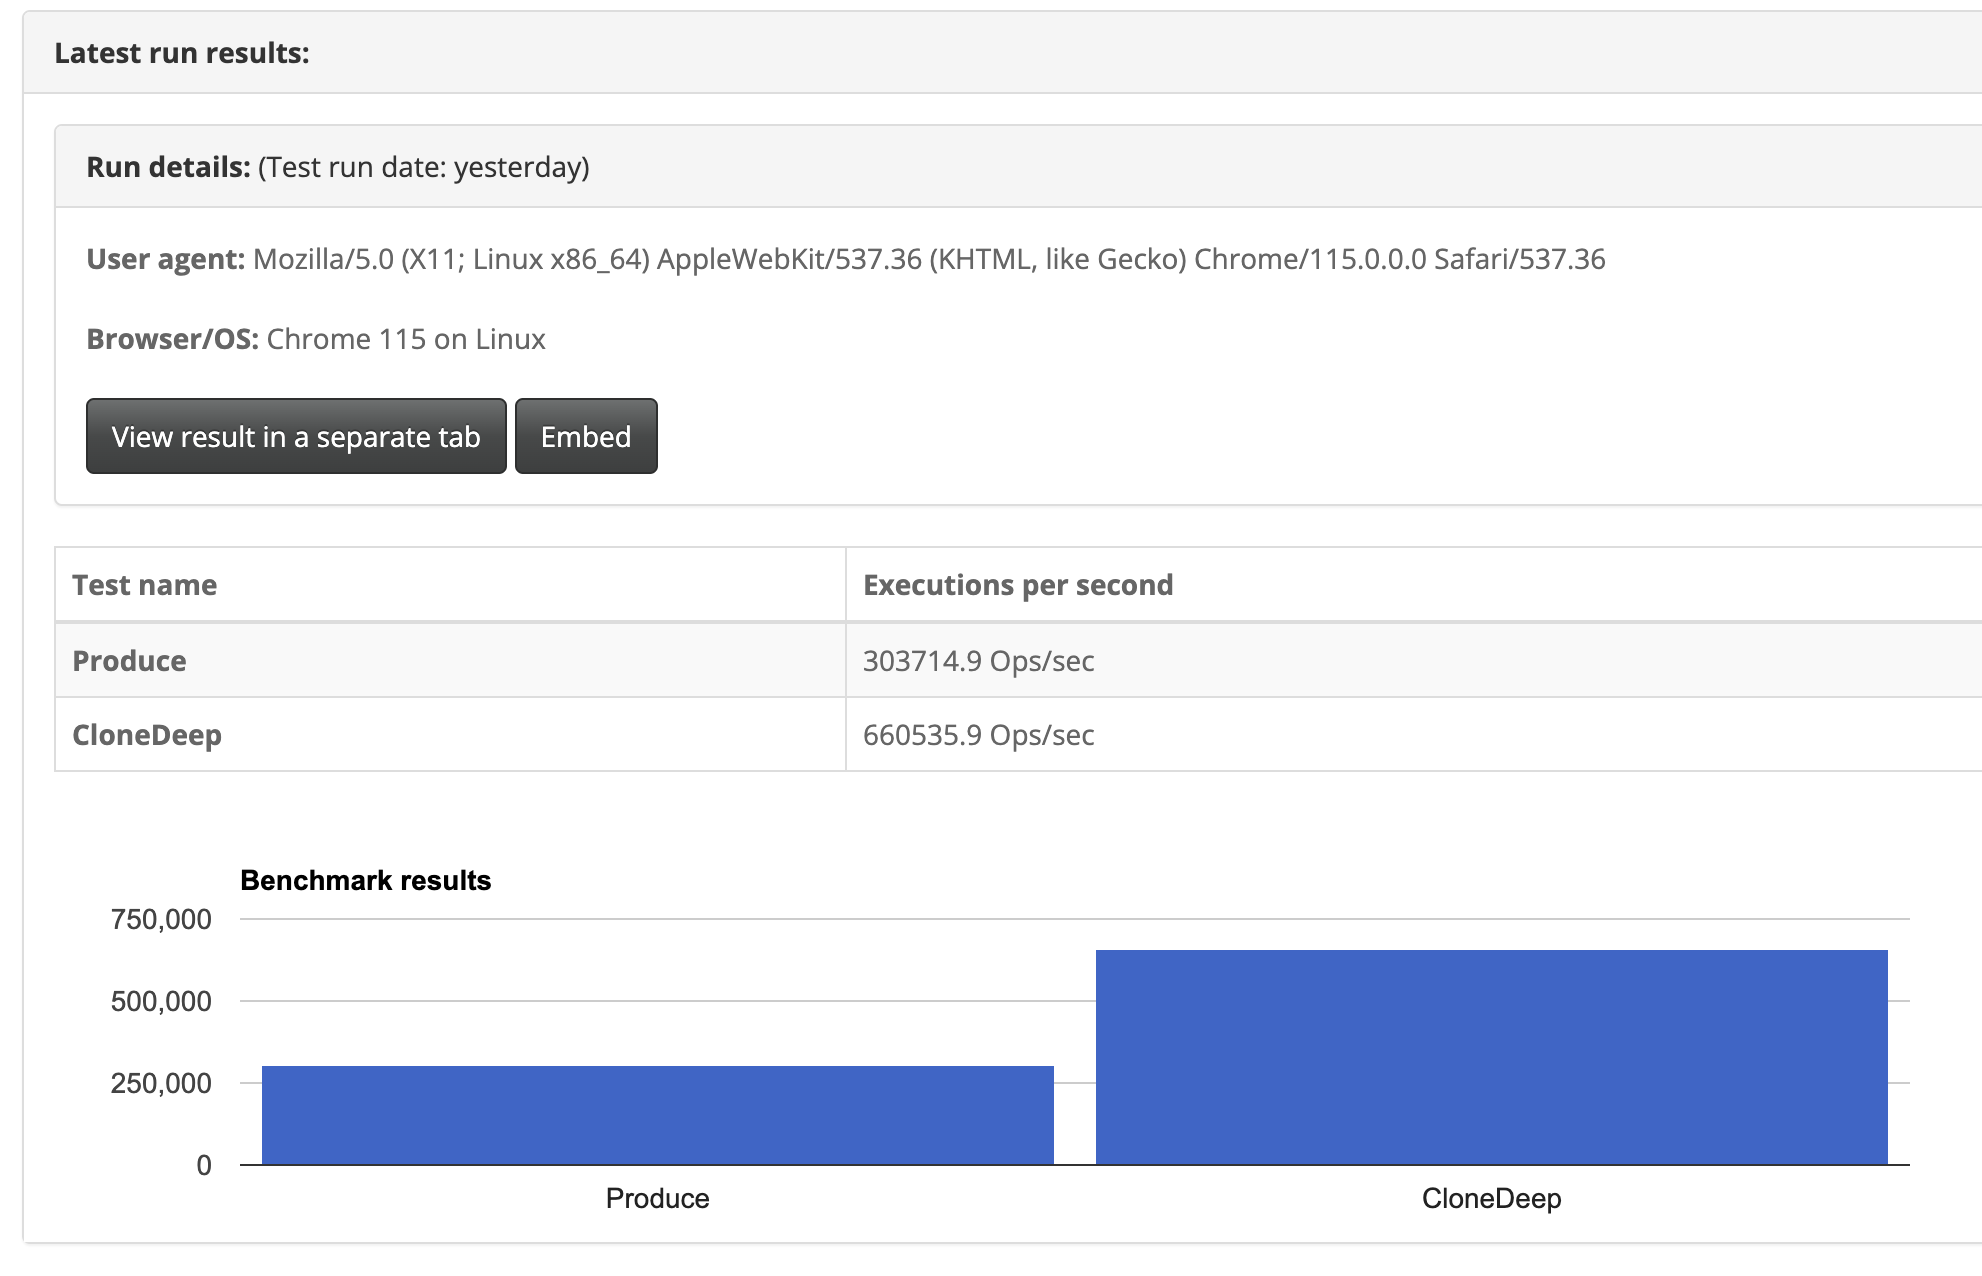 Latest run results:
Run details: (Test run date: yesterday)
User agent: Mozilla/5.0 (X11; Linux x86_64) AppleWebKit/537.36 (KHTML, like Gecko) Chrome/115.0.0.0 Safari/537.36
Browser/OS: Chrome 115 on Linux
View result in a separate tab Embed
Test name Executions per second
Produce 303714.9 Ops/sec
CloneDeep 660535.9 Ops/sec
Benchmark results
750,000
500,000
250,000
0
Produce CloneDeep